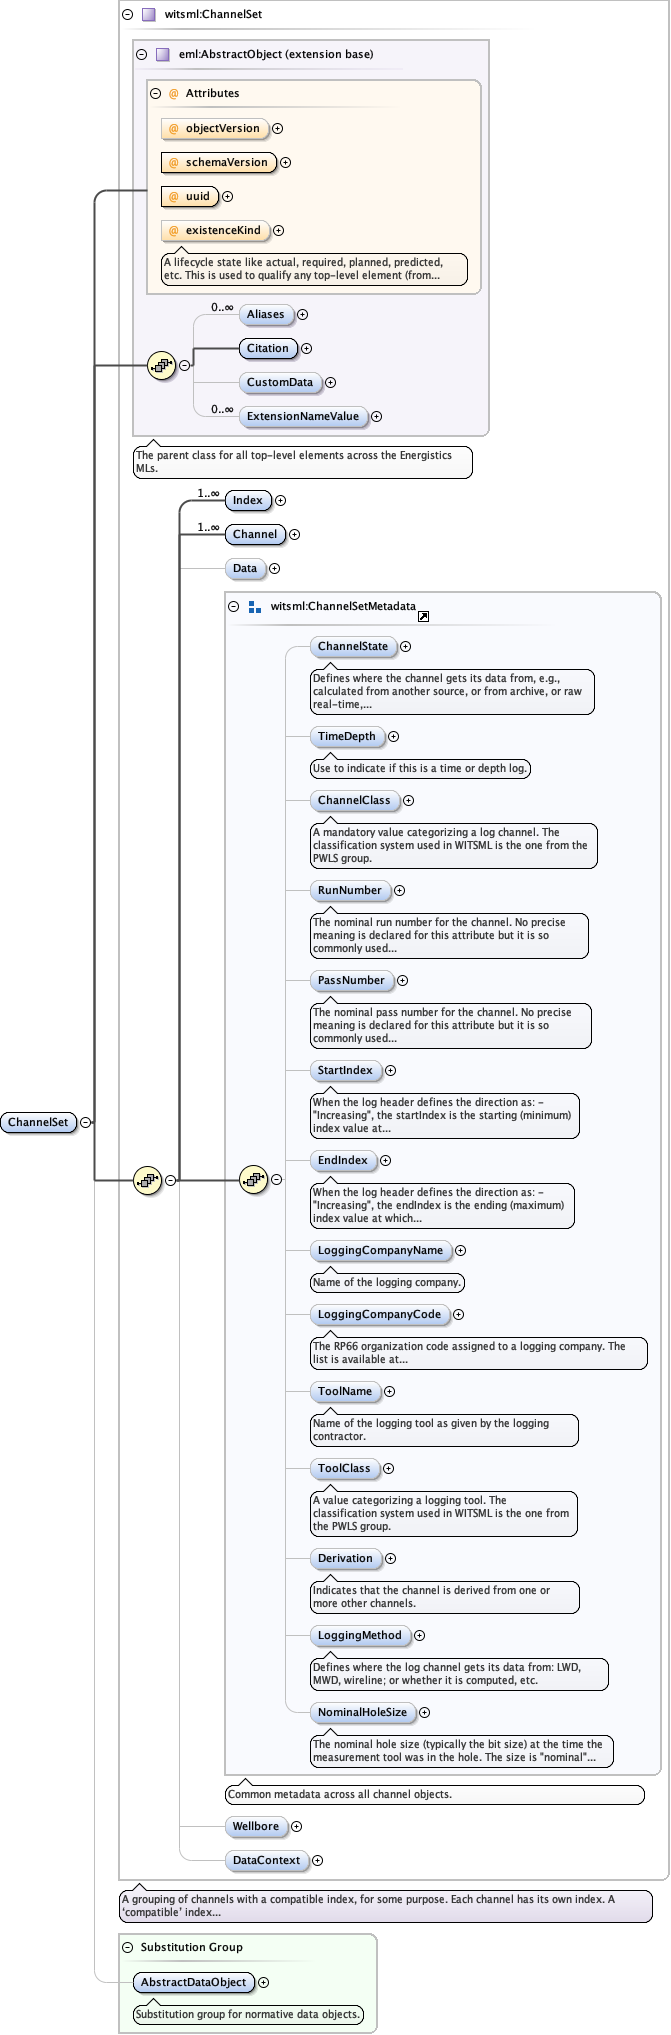 witsml:ChannelSet
eml:AbstractObject (extension base)
@ Attributes
@ objectVersion
@ schemaVersion
@ uuid
@ existenceKind
A lifecycle state like actual, required, planned, predicted,
etc. This is used to qualify any top-level element (from...
0..∞
Aliases
Citation
CustomData
0..∞
ExtensionNameValue
The parent class for all top-level elements across the Energistics
MLs.
1..∞
Index
1..∞
Channel
Data
witsml:ChannelSetMetadata
ChannelState
Defines where the channel gets its data from, e.g.,
calculated from another source, or from archive, or raw
real-time,...
TimeDepth
Use to indicate if this is a time or depth log.
ChannelClass
A mandatory value categorizing a log channel. The
classification system used in WITSML is the one from the
PWLS group.
RunNumber
The nominal run number for the channel. No precise
meaning is declared for this attribute but it is so
commonly used...
PassNumber
The nominal pass number for the channel. No precise
meaning is declared for this attribute but it is so
commonly used...
StartIndex
When the log header defines the direction as: -
"Increasing", the startIndex is the starting (minimum)
index value at...
ChannelSet
EndIndex
When the log header defines the direction as: -
"Increasing", the endIndex is the ending (maximum)
index value at which...
LoggingCompanyName
Name of the logging company.
LoggingCompanyCode
The RP66 organization code assigned to a logging company. The
list is available at...
ToolName
Name of the logging tool as given by the logging
contractor.
ToolClass
A value categorizing a logging tool. The
classification system used in WITSML is the one from
the PWLS group.
Derivation
Indicates that the channel is derived from one or
more other channels.
LoggingMethod
Defines where the log channel gets its data from: LWD,
MWD, wireline; or whether it is computed, etc.
NominalHoleSize
The nominal hole size (typically the bit size) at the time the
measurement tool was in the hole. The size is "nominal"...
Common metadata across all channel objects.
Wellbore
DataContext
A grouping of channels with a compatible index, for some purpose. Each channel has its own index. A
‘compatible’ index...
Substitution Group
AbstractDataObject
Substitution group for normative data objects.